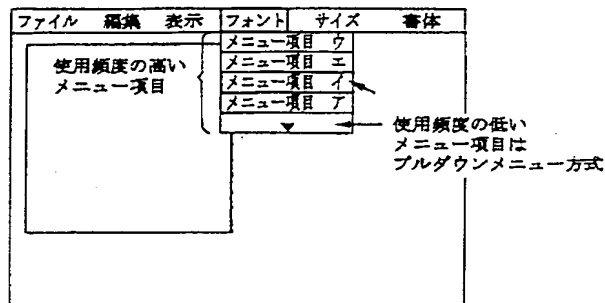 ファイル 編集 表示 フォント サイズ 書体
メニュー項目 ウ
メニュー項目 エ
メニュー項目 イ
メニュー項目 ア
使用頻度の高い
メニュー項目
使用頻度の低い
メニュー項目は
プルダウンメニュー方式